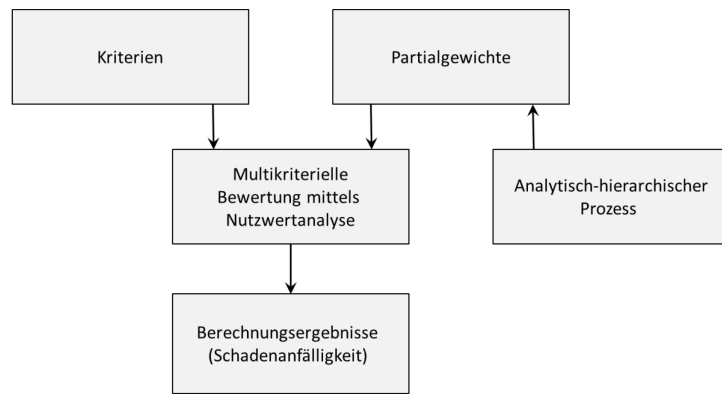 Kriterien
Partialgewichte
Multikriterielle
Bewertung mittels
Nutzwertanalyse
Analytisch-hierarchischer
Prozess
Berechnungsergebnisse
(Schadenanfälligkeit)